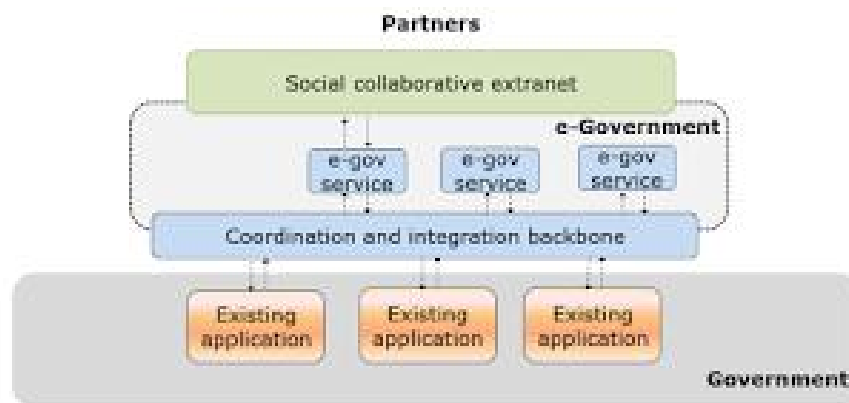 Partners
Social collaborative extranet
e-Government
e-gov
service
e-gov
service
e-gov
service
Coordination and integration backbone
Existing
application
Existing
application
Existing
application
Government